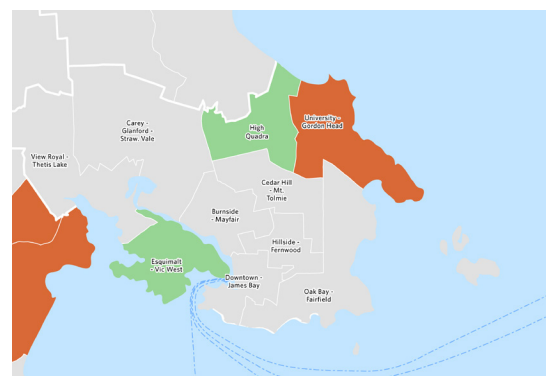 Carey -
Glanford -
Straw. Vale
High
Quadra
University -
Gordon Head
View Royal -
Thetis Lake
Cedar Hill
- Mt.
Tolmie
Burnside
- Mayfair
Hillside -
Fernwood
Esquimalt
- Vic West
Downtown -
James Bay
Oak Bay -
Fairfield